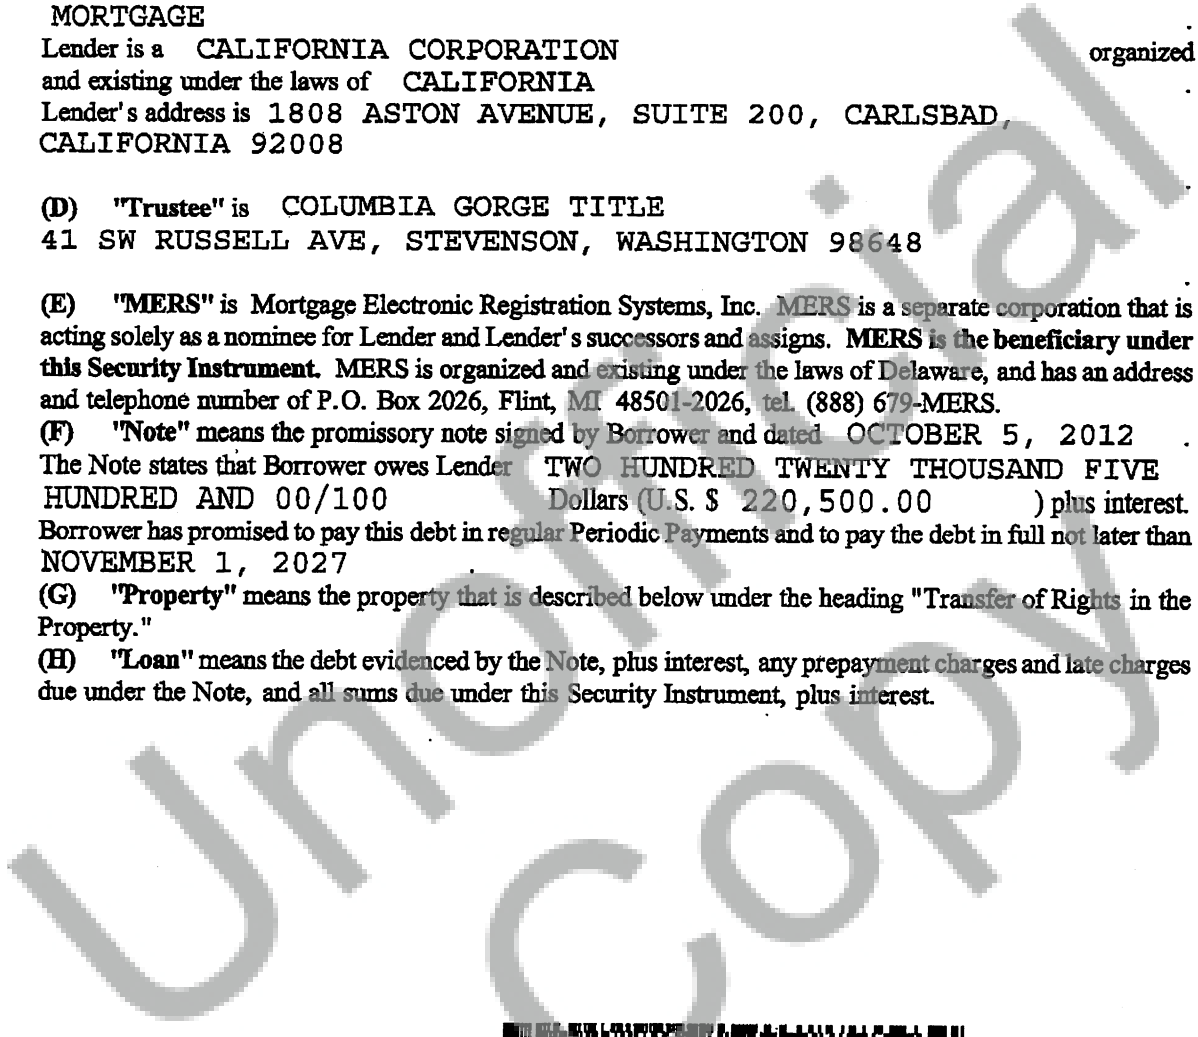 MORTGAGE
Lender is a CALIFORNIA CORPORATION organized
and existing under the laws of CALIFORNIA .
Lender's address is 1808 ASTON AVENUE, SUITE 200, CARLSBAD,
CALIFORNIA 92008
(D) "Trustee" is COLUMBIA GORGE TITLE
41 SW RUSSELL AVE, STEVENSON, WASHINGTON 98648
(E) "MERS" is Mortgage Electronic Registration Systems, Inc. MERS is a separate corporation that is
acting solely as a nominee for Lender and Lender's successors and assigns. MERS is the beneficiary under
this Security Instrument. MERS is organized and existing under the laws of Delaware, and has an address
and telephone number of P.O. Box 2026, Flint, MI 48501-2026, tel. (888) 679-MERS.
(F) "Note" means the promissory note signed by Borrower and dated OCTOBER 5, 2012 .
The Note states that Borrower owes Lender TWO HUNDRED TWENTY THOUSAND FIVE
HUNDRED AND 00/100 Dollars (U.S. $ 220,500.00 ) plus interest.
Borrower has promised to pay this debt in regular Periodic Payments and to pay the debt in full not later than
NOVEMBER 1, 2027
(G) "Property" means the property that is described below under the heading "Transfer of Rights in the
Property."
(H) "Loan" means the debt evidenced by the Note, plus interest, any prepayment charges and late charges
due under the Note, and all sums due under this Security Instrument, plus interest.
Unofficial
Copy